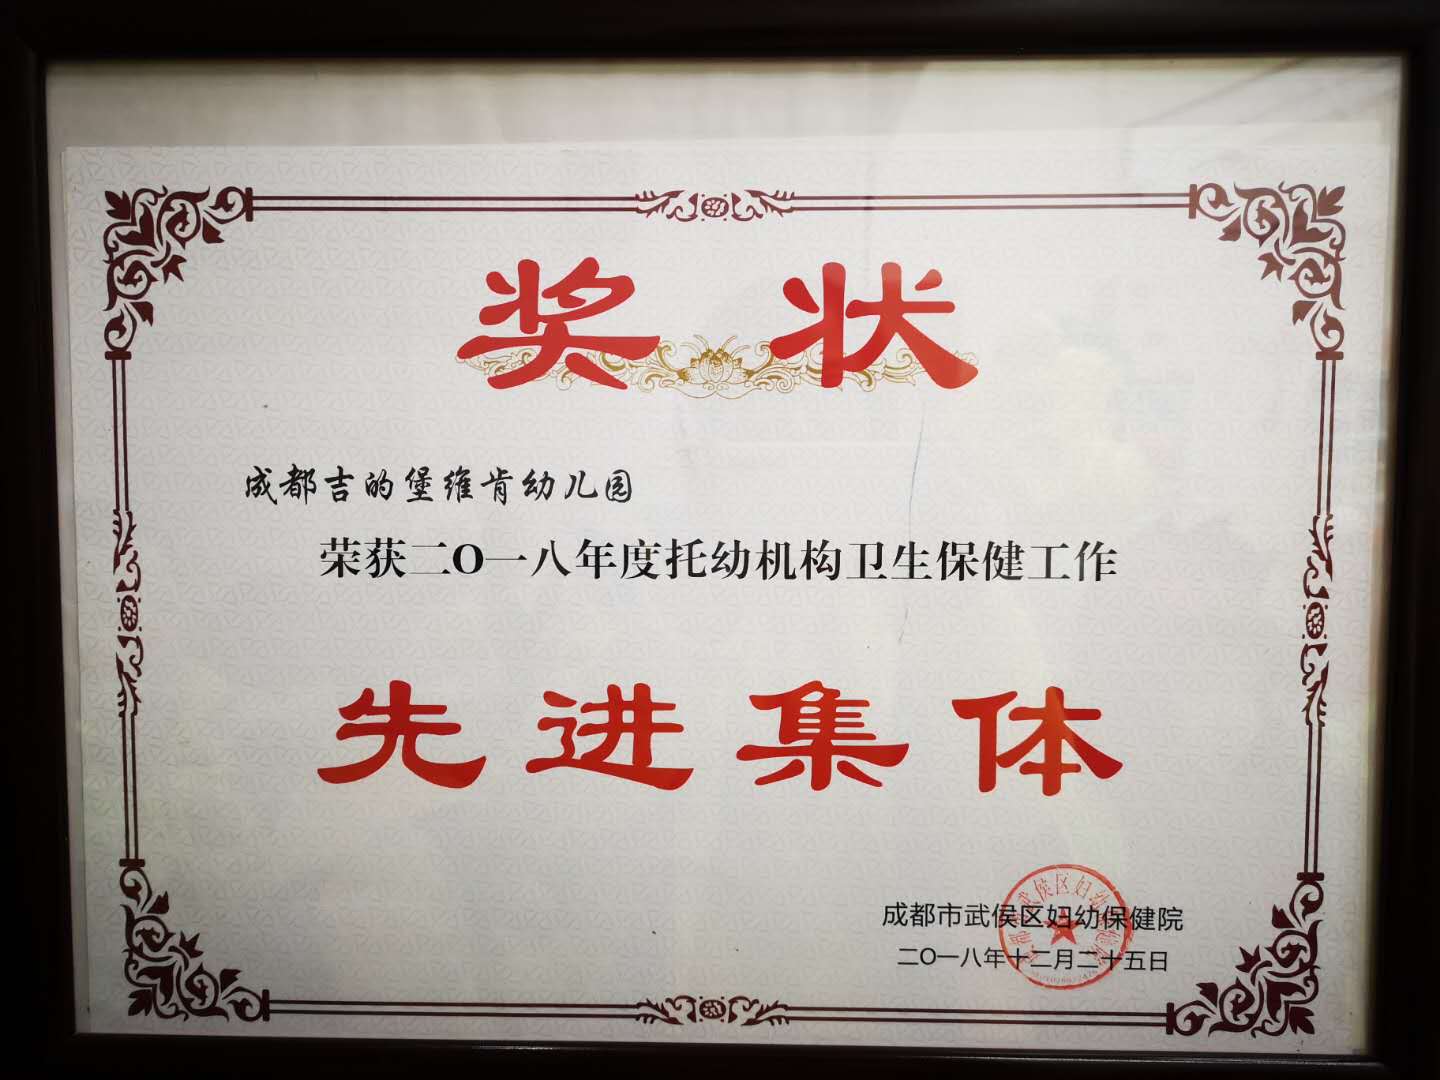 奖状
成都吉的堡维肯幼儿园
荣获二O一八年度托幼机构卫生保健工作
先进集体
成都市武侯区妇幼保健院
二O一八年十二月二十五日